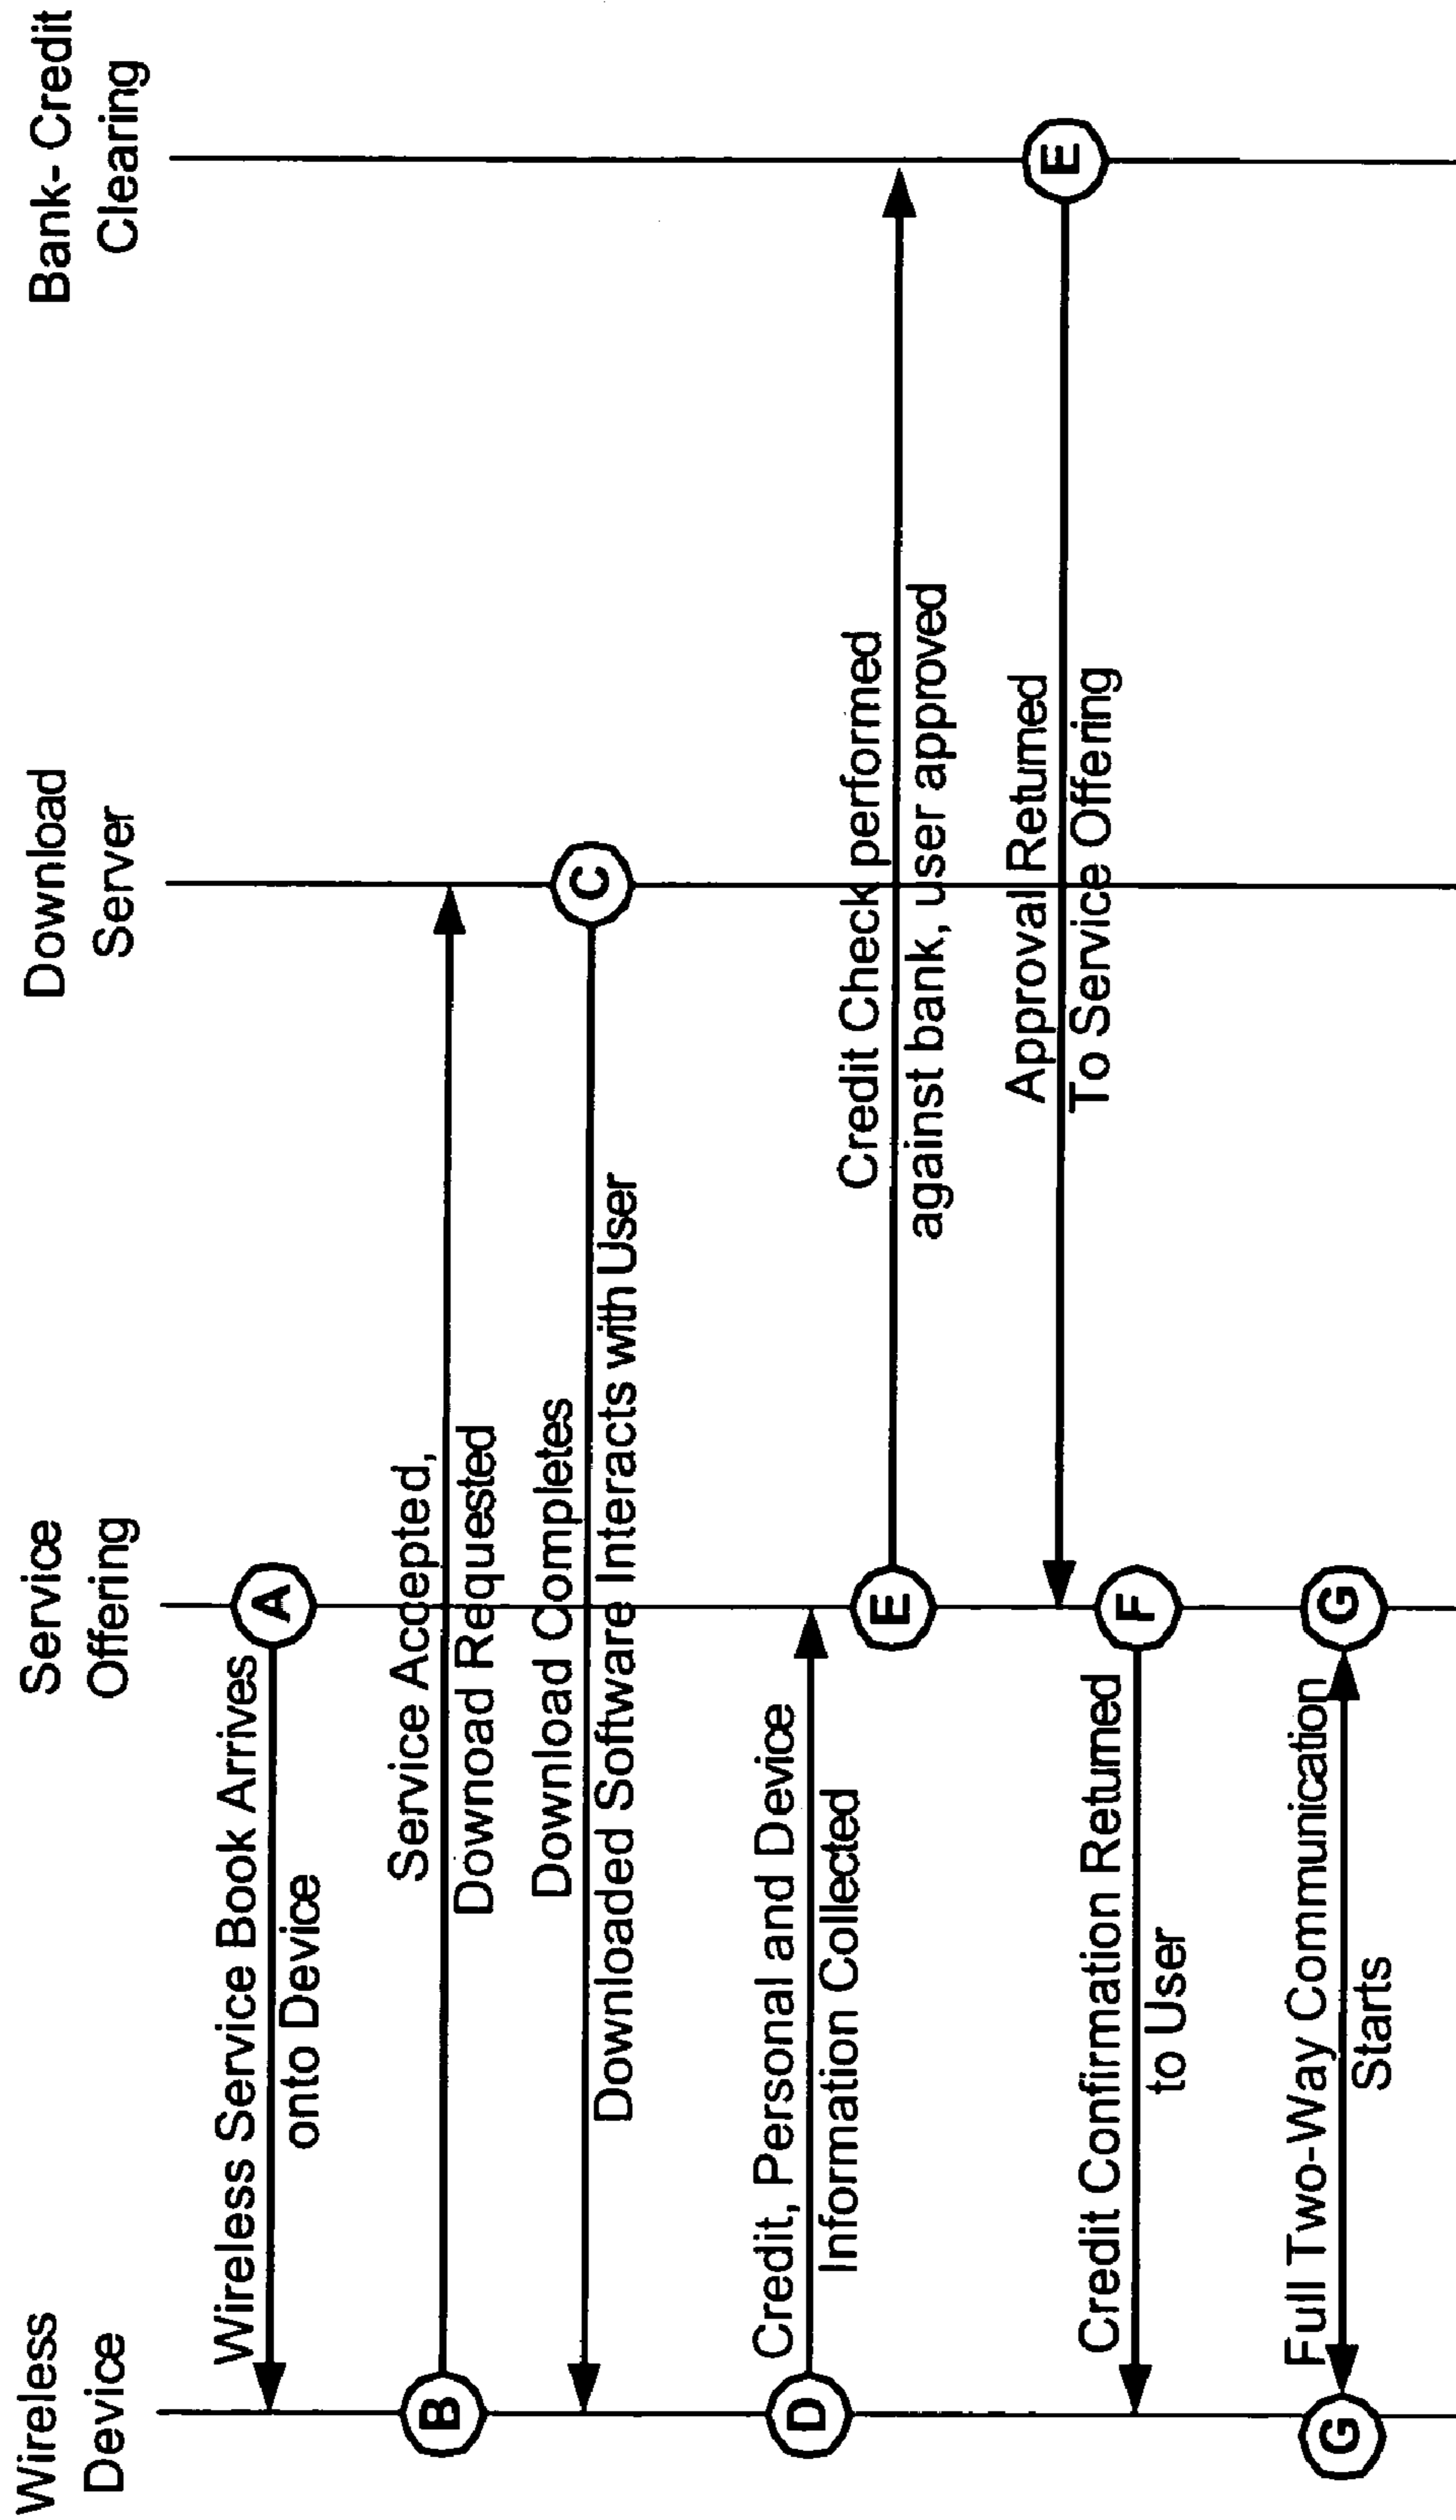 Wireless
Device
Service
Offering
Download
Server
Bank- Credit
Clearing
A
Wireless Service Book Arrives
onto Device
B
Service Accepted,
Downoad Requested
C
Download Completes
Downloaded Software Interacts with User
D
Credit, Personal and Device
Information Collected
E
Credit Check performed
against bank, user approved
E
Approval Returned
To Service Offering
F
Credit Confirmation Returned
to User
G
Full Two-Way Communication
Starts
G